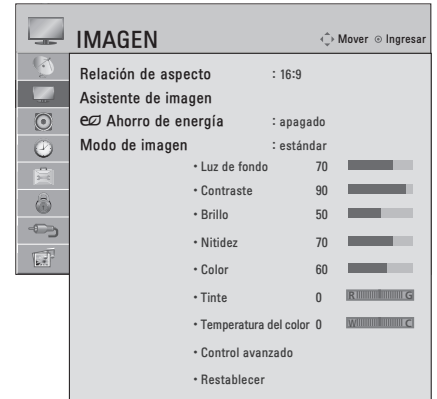 IMAGEN Mover Ingresar
Relación de aspecto : 16:9
Asistente de imagen
Ahorro de energía : apagado
Modo de imagen : estándar
• Luz de fondo 70
• Contraste 90
• Brillo 50
• Nitidez 70
• Color 60
• Tinte 0 R G
• Temperatura del color 0 W C
• Control avanzado
• Restablecer